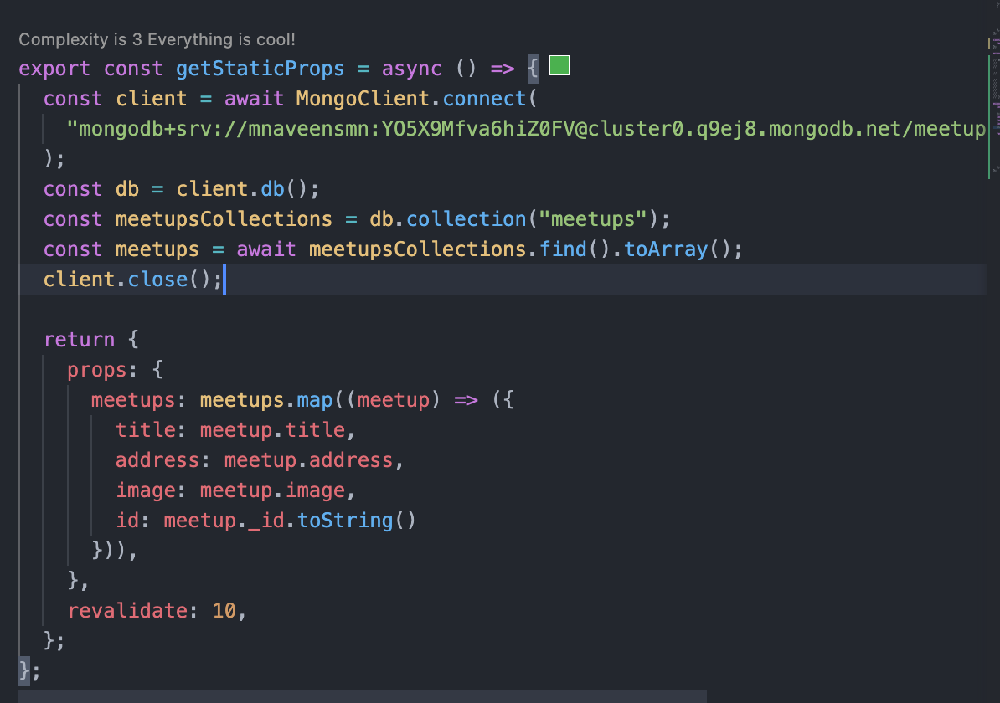 Complexity is 3 Everything is cool!
export const getStaticProps = async () => {
const client = await MongoClient.connect(
"mongodb+srv://mnaveensmn:YO5X9Mfva6hiZ0FV@cluster0.q9ej8.mongodb.net/meetup
);
const db = client.db();
const meetupsCollections = db.collection("meetups");
const meetups = await meetupsCollections.find().toArray();
client.close();
return {
props: {
meetups: meetups.map((meetup) => ({
title: meetup.title,
address: meetup.address,
image: meetup.image,
id: meetup._id.toString()
})),
},
revalidate: 10,
};
};